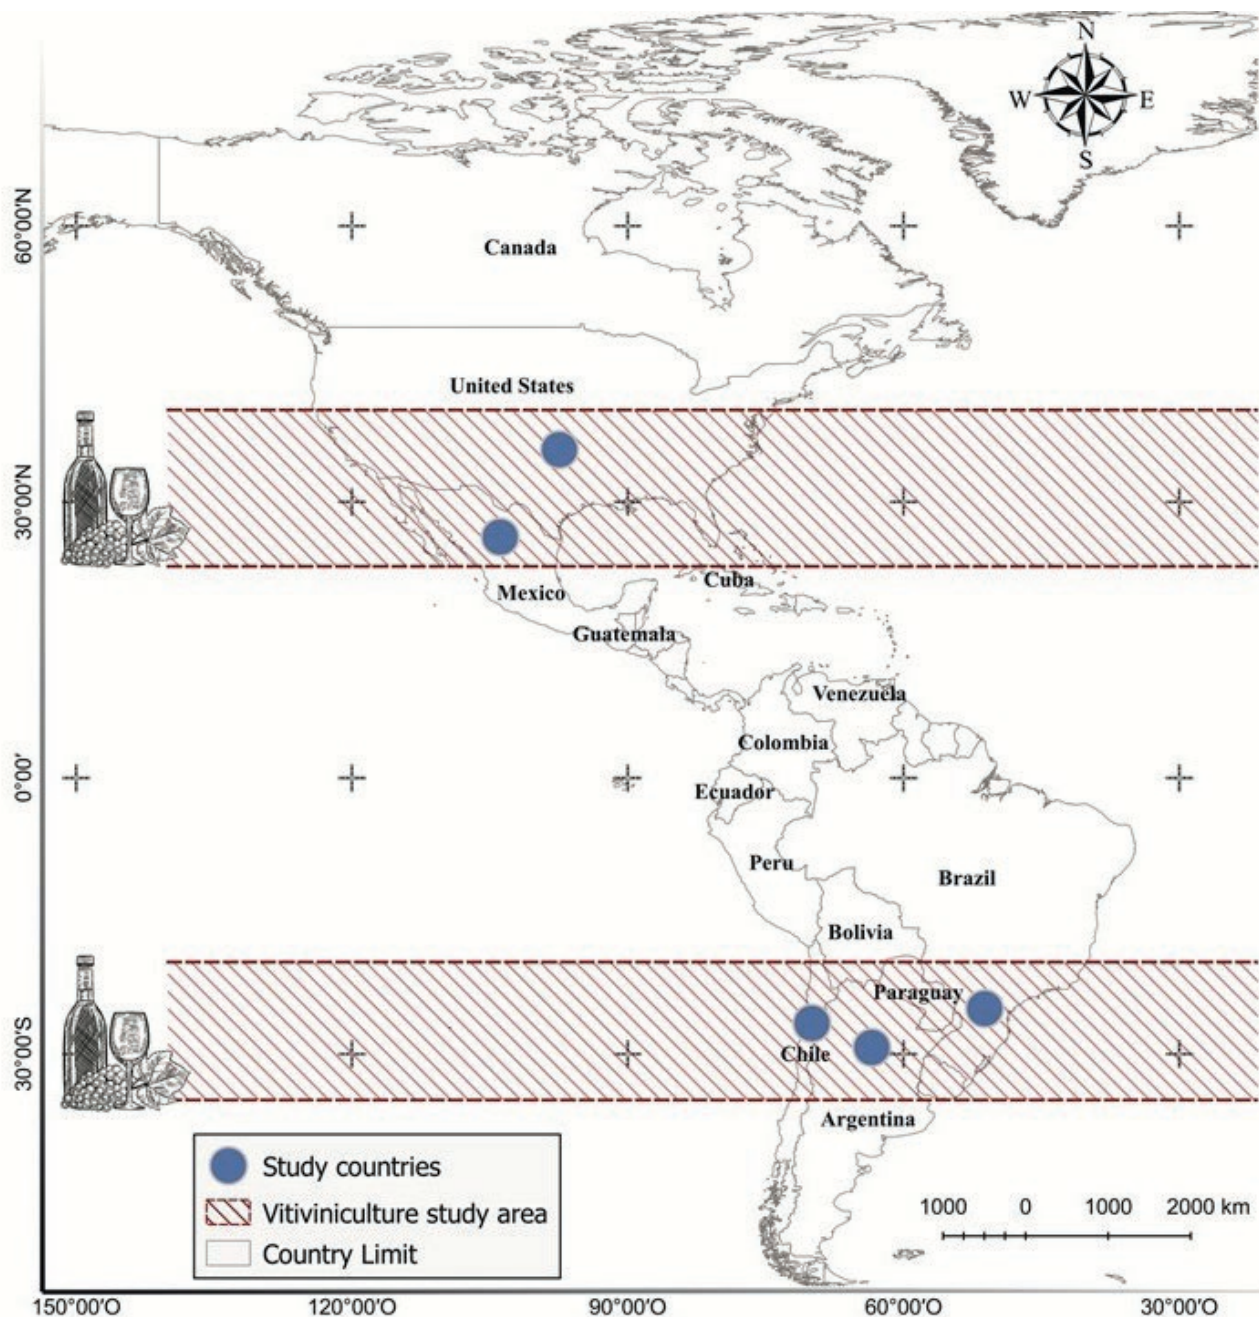 N
W E
S
60°00'N
Canada
United States
30°00'N
Mexico
Cuba
Guatemala
Venezuela
Colombia
0°00'
Ecuador
Peru
Brazil
Bolivia
Paraguay
30°00'S
Chile
Argentina
Study countries
Vitiviniculture study area
Country Limit
1000 0 1000 2000 km
150°00'O 120°00'O 90°00'O 60°00'O 30°00'O